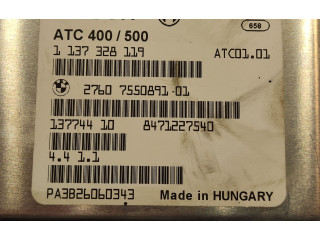 658
ATC 400 / 500
1 137 328 119 ATC01.01
2760 7550891-01
137744 10 8471227540
4.4 1.1
PA3B26060343 Made in HUNGARY